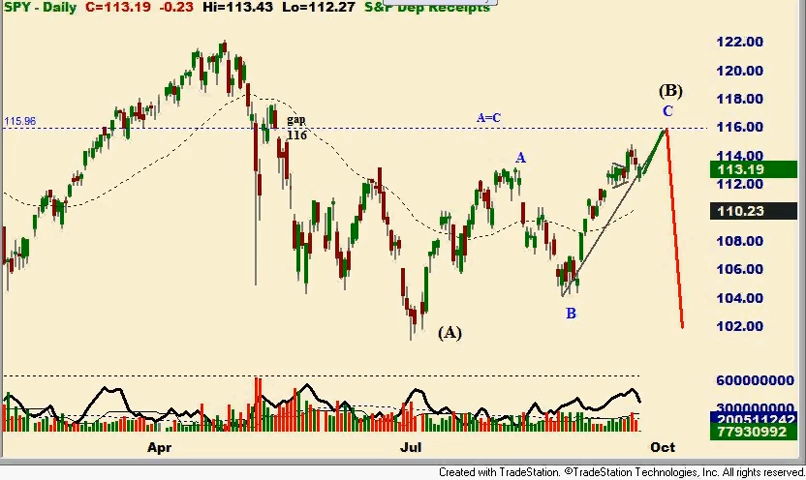 SPY - Daily C=113.19 -0.23 Hi=113.43 Lo=112.27 S&P Dep Receipts
122.00
120.00
118.00
(B)
C
115.96
gap
116
A=C
116.00
A
114.00
113.19
112.00
110.23
108.00
106.00
104.00
B
(A)
102.00
600000000
300000000
200511242
77930992
Apr
Jul
Oct
Created with TradeStation. ©TradeStation Technologies, Inc. All rights reserved.